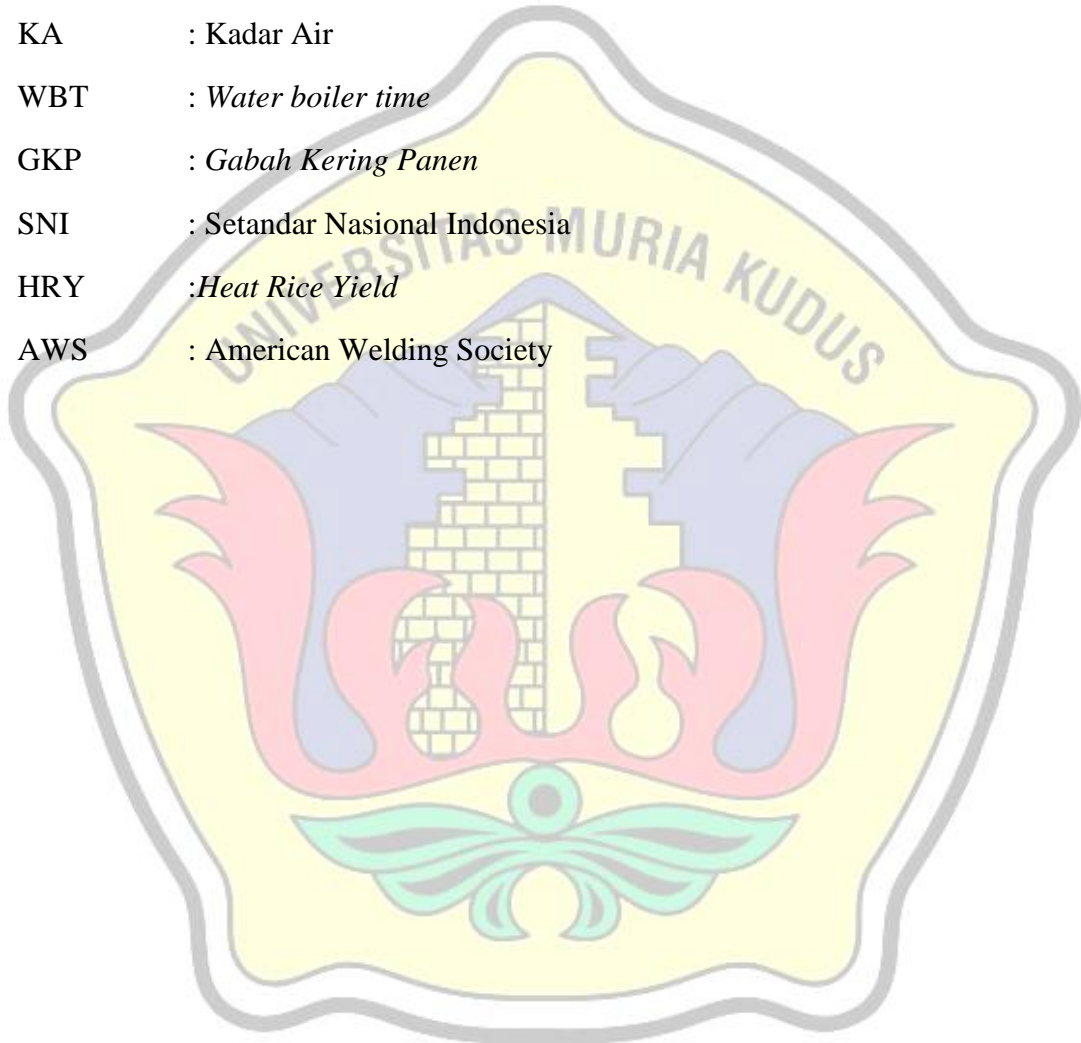 KA : Kadar Air
WBT : Water boiler time
GKP : Gabah Kering Panen
SNI : Setandar Nasional Indonesia
HRY :Heat Rice Yield
AWS : American Welding Society
UNIVERSITAS MURIA KUDUS